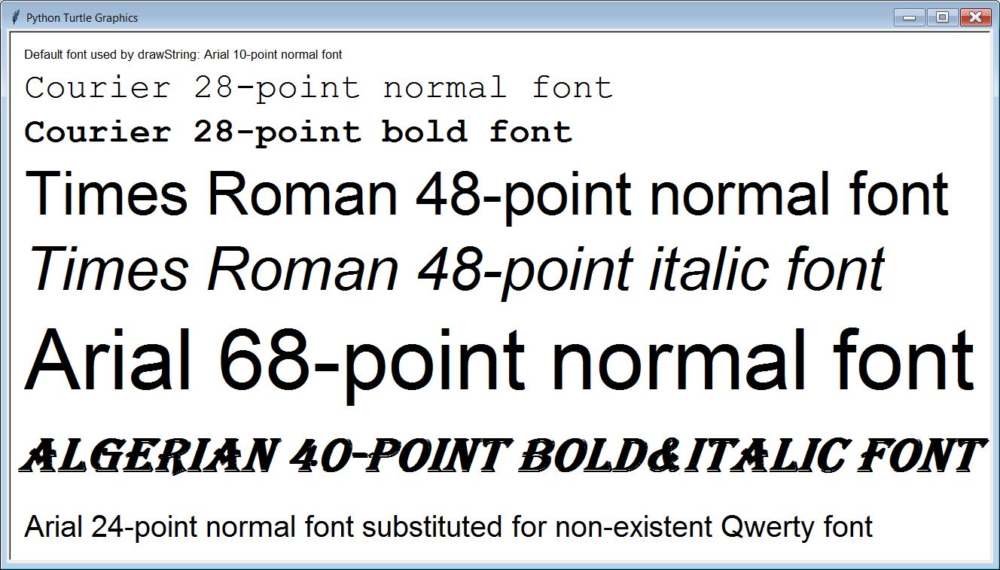 Python Turtle Graphics
Default font used by drawString: Arial 10-point normal font
Courier 28-point normal font
Courier 28-point bold font
Times Roman 48-point normal font
Times Roman 48-point italic font
Arial 68-point normal font
ALGERIAN 40-POINT BOLD&ITALIC FONT
Arial 24-point normal font substituted for non-existent Qwerty font